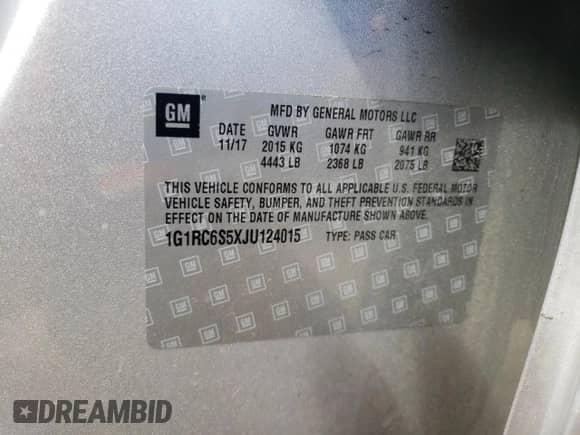 GM ®
MFD BY GENERAL MOTORS LLC
DATE GVWR GAWR FRT GAWR RR
11/17 2015 KG 1074 KG 941 KG
4443 LB 2368 LB 2075 LB
THIS VEHICLE CONFORMS TO ALL APPLICABLE U.S. FEDERAL MOTOR
VEHICLE SAFETY, BUMPER, AND THEFT PREVENTION STANDARDS IN
EFFECT ON THE DATE OF MANUFACTURE SHOWN ABOVE.
1G1RC6S5XJU124015 TYPE: PASS CAR
DREAMBID